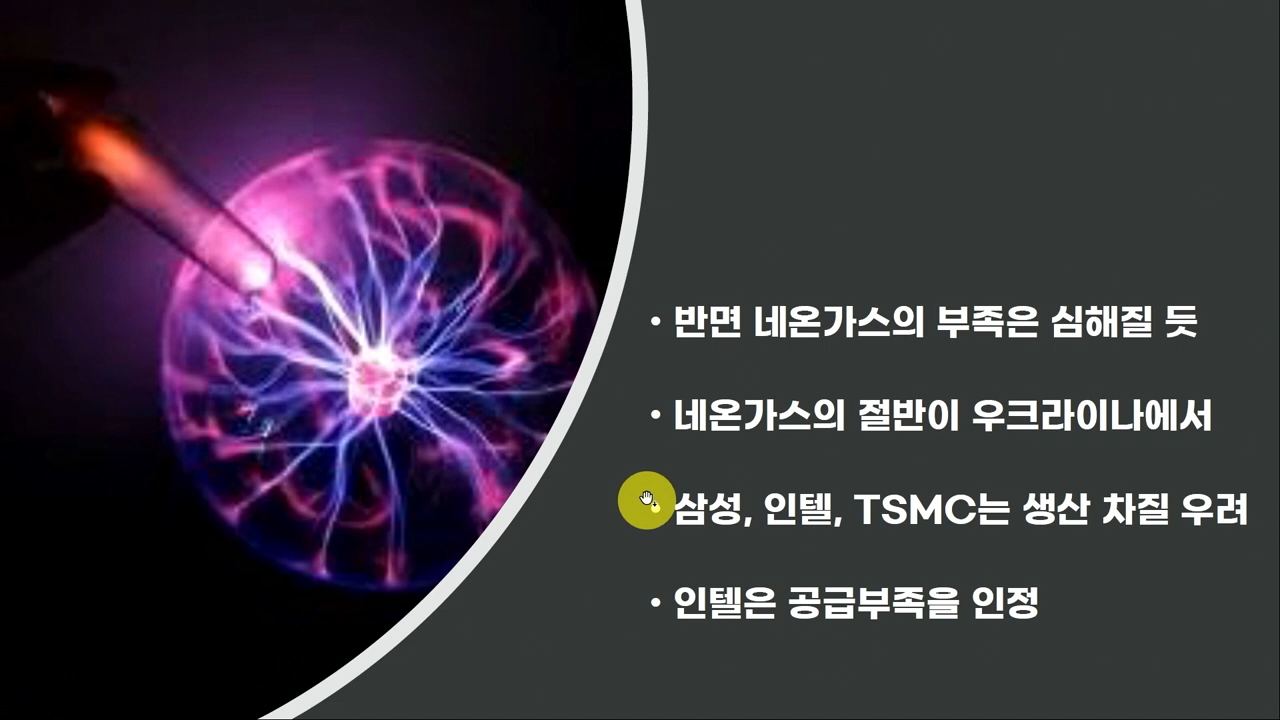 • 반면 네온가스의 부족은 심해질 듯
• 네온가스의 절반이 우크라이나에서
• 삼성, 인텔, TSMC는 생산 차질 우려
• 인텔은 공급부족을 인정